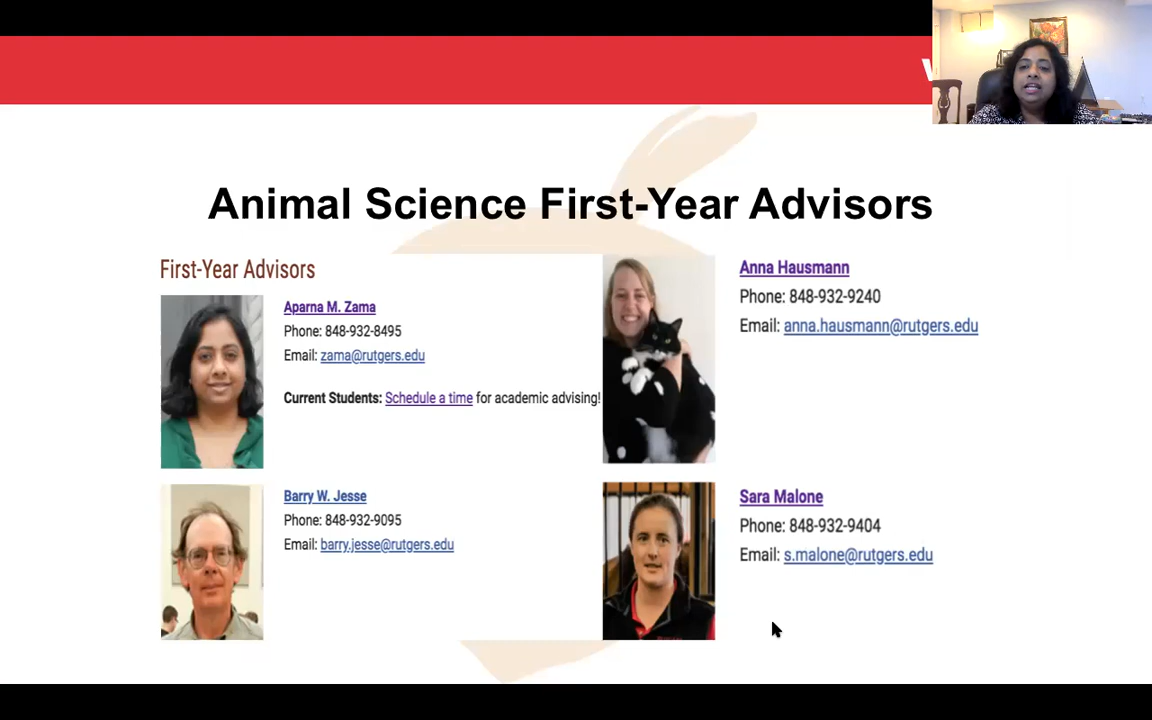 Animal Science First-Year Advisors
First-Year Advisors
Aparna M. Zama
Phone: 848-932-8495
Email: zama@rutgers.edu
Current Students: Schedule a time for academic advising!
Barry W. Jesse
Phone: 848-932-9095
Email: barry.jesse@rutgers.edu
Anna Hausmann
Phone: 848-932-9240
Email: anna.hausmann@rutgers.edu
Sara Malone
Phone: 848-932-9404
Email: s.malone@rutgers.edu